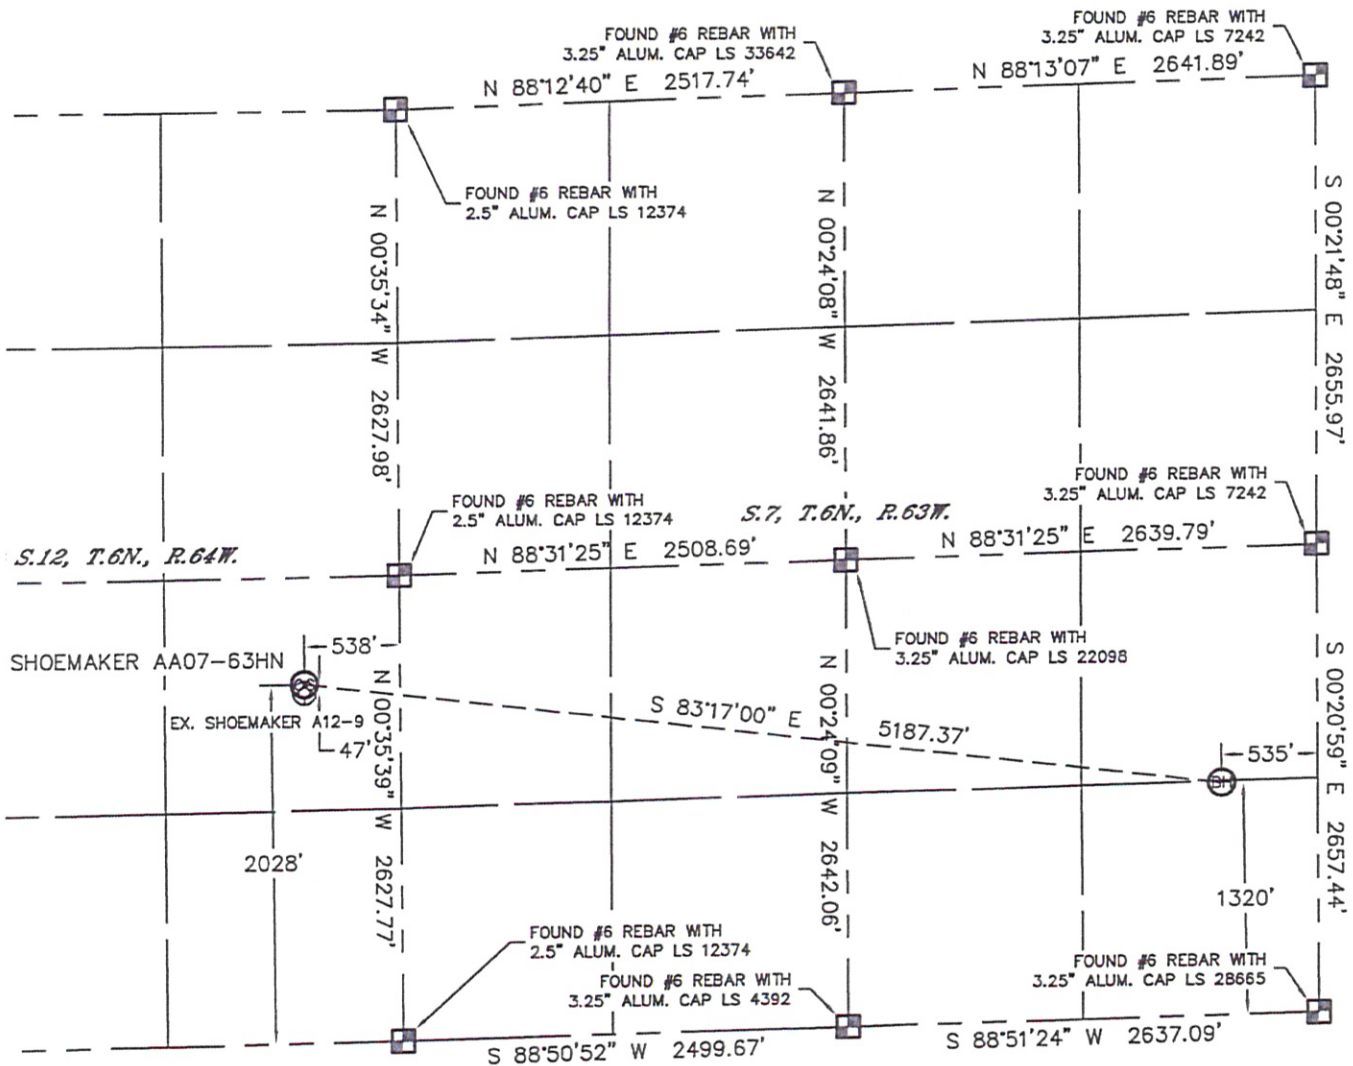 FOUND #6 REBAR WITH
3.25" ALUM. CAP LS 33642
FOUND #6 REBAR WITH
3.25" ALUM. CAP LS 7242
N 88°12'40" E 2517.74'
N 88°13'07" E 2641.89'
FOUND #6 REBAR WITH
2.5" ALUM. CAP LS 12374
N 00°35'34" W 2627.98'
N 00°24'08" W 2641.86'
S 00°21'48" E 2655.97'
FOUND #6 REBAR WITH
2.5" ALUM. CAP LS 12374
S.7, T.6N., R.63W.
FOUND #6 REBAR WITH
3.25" ALUM. CAP LS 7242
S.12, T.6N., R.64W.
N 88°31'25" E 2508.69'
N 88°31'25" E 2639.79'
FOUND #6 REBAR WITH
3.25" ALUM. CAP LS 22098
538'
SHOEMAKER AA07-63HN
EX. SHOEMAKER A12-9
47'
S 83°17'00" E 5187.37'
535'
BH
N 00°35'39" W 2627.77'
N 00°24'09" W 2642.06'
S 00°20'59" E 2657.44'
2028'
1320'
FOUND #6 REBAR WITH
2.5" ALUM. CAP LS 12374
FOUND #6 REBAR WITH
3.25" ALUM. CAP LS 4392
FOUND #6 REBAR WITH
3.25" ALUM. CAP LS 28665
S 88°50'52" W 2499.67'
S 88°51'24" W 2637.09'